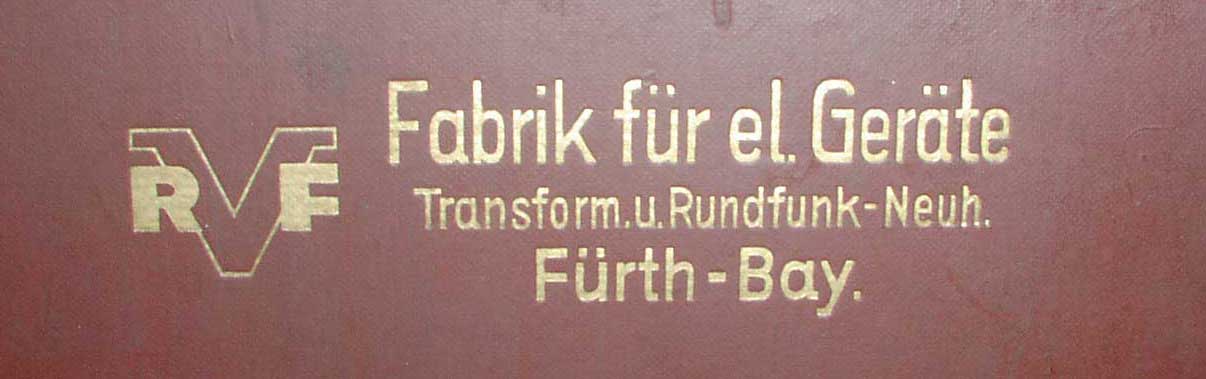 RVF
Fabrik für el. Geräte
Transform. u. Rundfunk-Neuh.
Fürth-Bay.